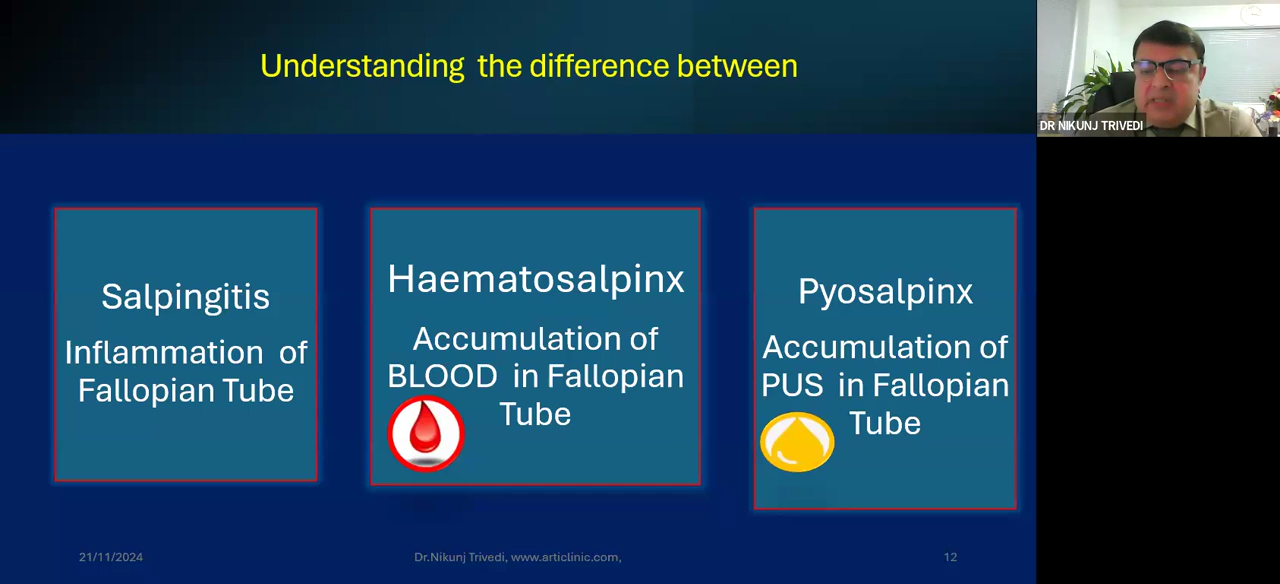 Understanding the difference between
DR NIKUNJ TRIVEDI
Salpingitis
Inflammation of
Fallopian Tube
Haematosalpinx
Accumulation of
BLOOD in Fallopian
Tube
Pyosalpinx
Accumulation of
PUS in Fallopian
Tube
21/11/2024
Dr.Nikunj Trivedi, www.articlinic.com,
12